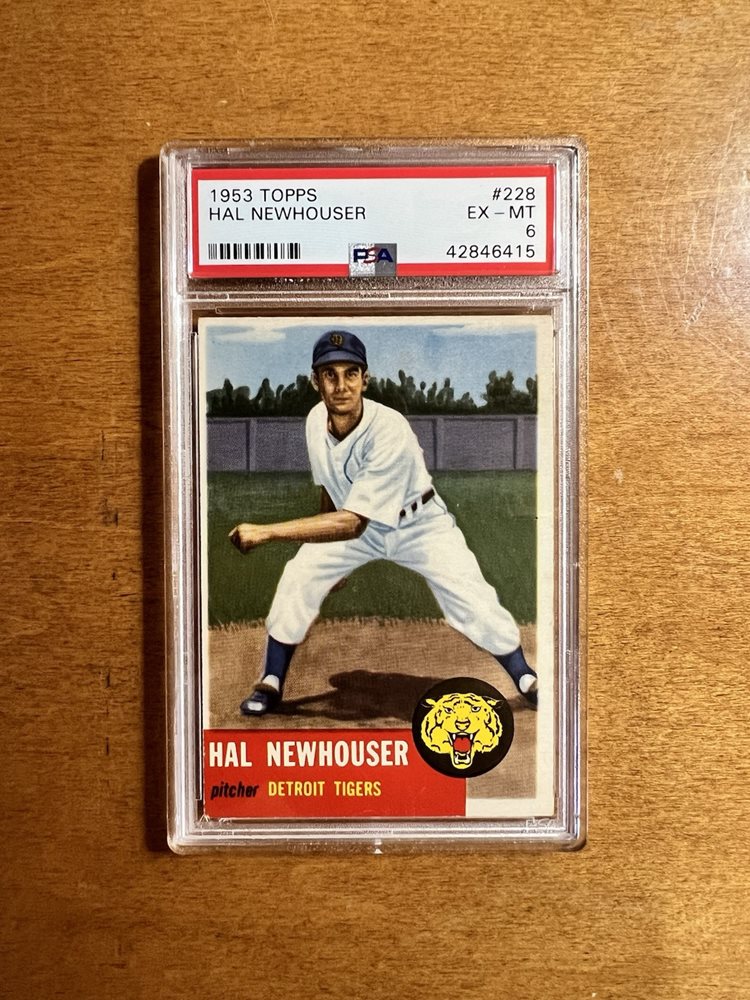 1953 TOPPS #228
HAL NEWHOUSER EX – MT
6
PSA 42846415
D
HAL NEWHOUSER
pitcher DETROIT TIGERS